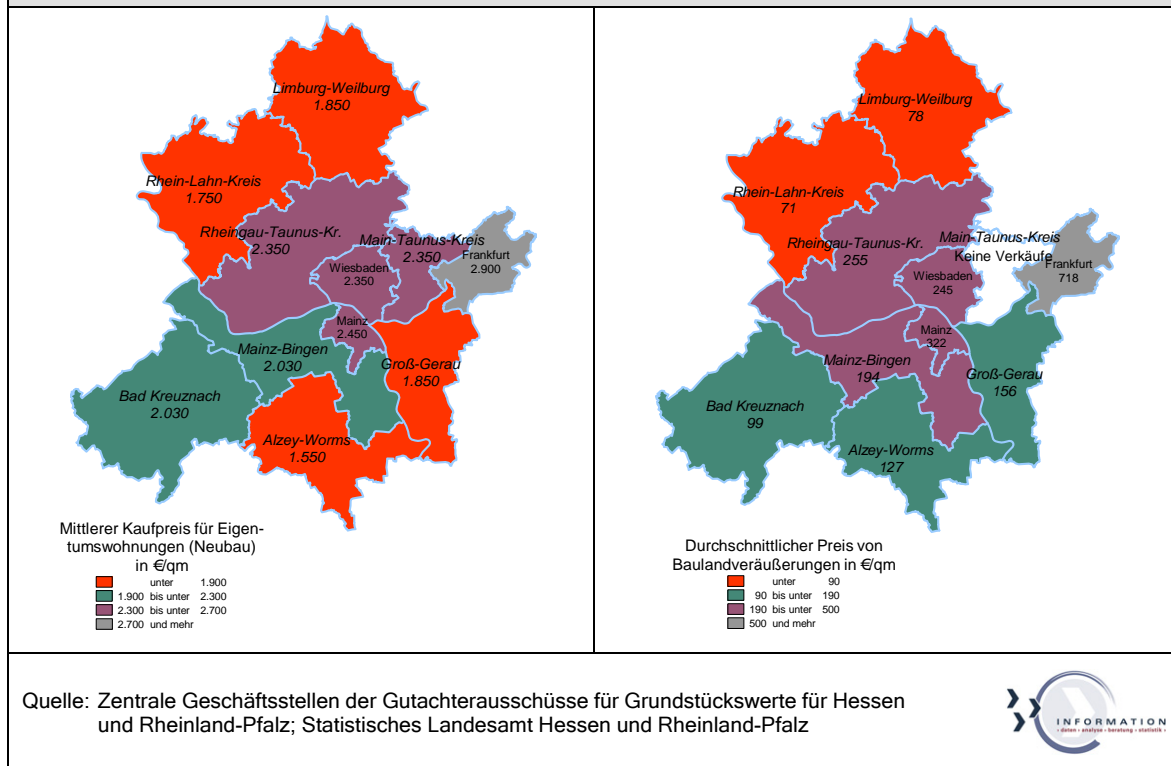 Limburg-Weilburg
1.850
Rhein-Lahn-Kreis
1.750
Rheingau-Taunus-Kr.
2.350
Main-Taunus-Kreis
2.350
Frankfurt
2.900
Wiesbaden
2.350
Mainz
2.450
Mainz-Bingen
2.030
Groß-Gerau
1.850
Bad Kreuznach
2.030
Alzey-Worms
1.550
Mittlerer Kaufpreis für Eigen-
tumswohnungen (Neubau)
in €/qm
unter 1.900
1.900 bis unter 2.300
2.300 bis unter 2.700
2.700 und mehr
Limburg-Weilburg
78
Rhein-Lahn-Kreis
71
Rheingau-Taunus-Kr.
255
Main-Taunus-Kreis
Keine Verkäufe
Frankfurt
718
Wiesbaden
245
Mainz
322
Mainz-Bingen
194
Groß-Gerau
156
Bad Kreuznach
99
Alzey-Worms
127
Durchschnittlicher Preis von
Baulandveräußerungen in €/qm
unter 90
90 bis unter 190
190 bis unter 500
500 und mehr
Quelle: Zentrale Geschäftsstellen der Gutachterausschüsse für Grundstückswerte für Hessen
und Rheinland-Pfalz; Statistisches Landesamt Hessen und Rheinland-Pfalz
INFORMATION
• daten • analyse • beratung • statistik •